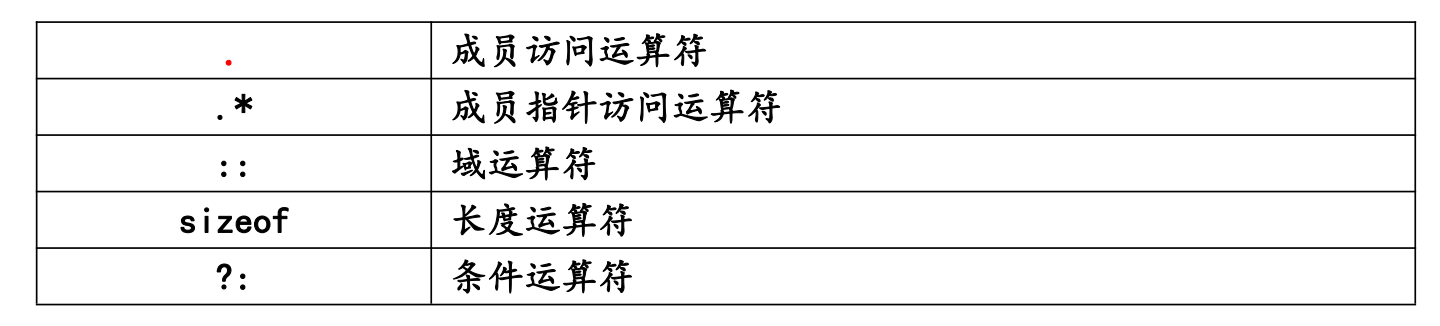 . 成员访问运算符
.* 成员指针访问运算符
:: 域运算符
sizeof 长度运算符
?: 条件运算符